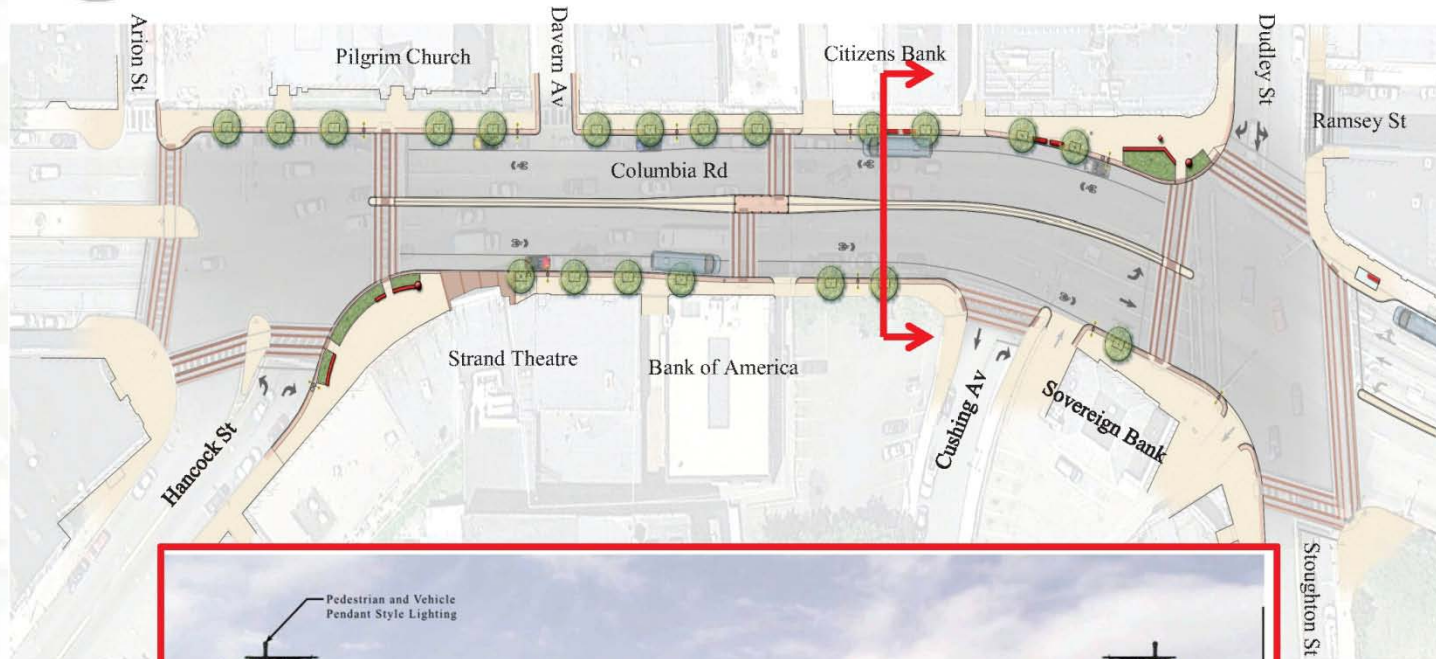 Arion St
Pilgrim Church
Davern Av
Citizens Bank
Dudley St
Ramsey St
Columbia Rd
Strand Theatre
Bank of America
Hancock St
Cushing Av
Sovereign Bank
Stoughton St
Pedestrian and Vehicle
Pendant Style Lighting